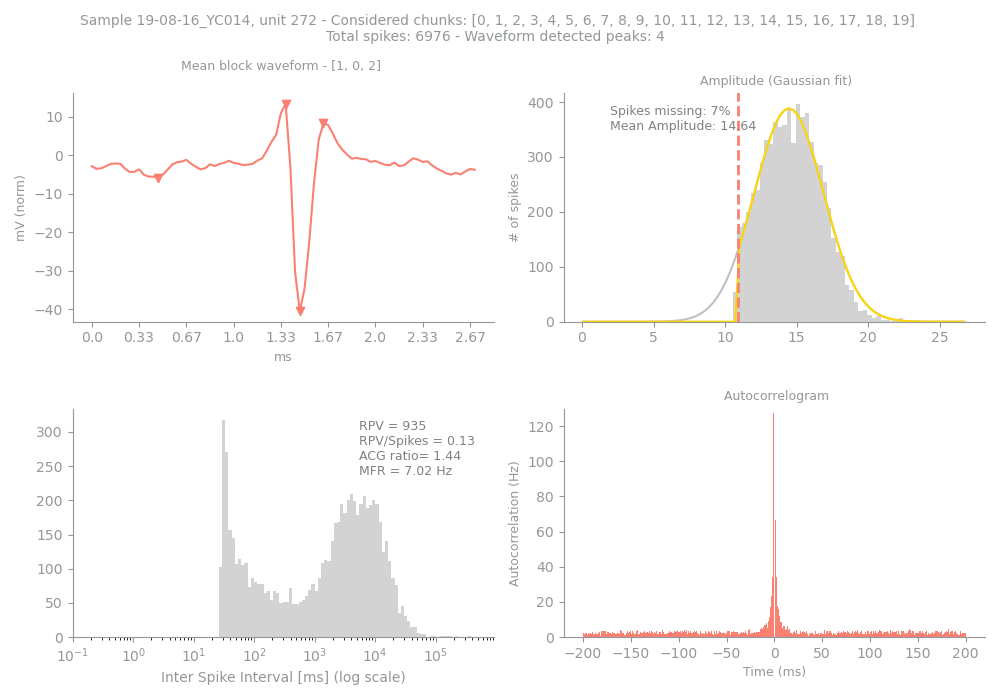 Sample 19-08-16_YC014, unit 272 - Considered chunks: [0, 1, 2, 3, 4, 5, 6, 7, 8, 9, 10, 11, 12, 13, 14, 15, 16, 17, 18, 19]
Total spikes: 6976 - Waveform detected peaks: 4
Mean block waveform - [1, 0, 2]
mV (norm)
10
0
−10
−20
−30
−40
0.0 0.33 0.67 1.0 1.33 1.67 2.0 2.33 2.67
ms
Amplitude (Gaussian fit)
Spikes missing: 7%
Mean Amplitude: 14.64
# of spikes
400
300
200
100
0
0 5 10 15 20 25
RPV = 935
RPV/Spikes = 0.13
ACG ratio= 1.44
MFR = 7.02 Hz
300
250
200
150
100
50
0
10⁻¹ 10⁰ 10¹ 10² 10³ 10⁴ 10⁵
Inter Spike Interval [ms] (log scale)
Autocorrelogram
Autocorrelation (Hz)
120
100
80
60
40
20
0
−200 −150 −100 −50 0 50 100 150 200
Time (ms)